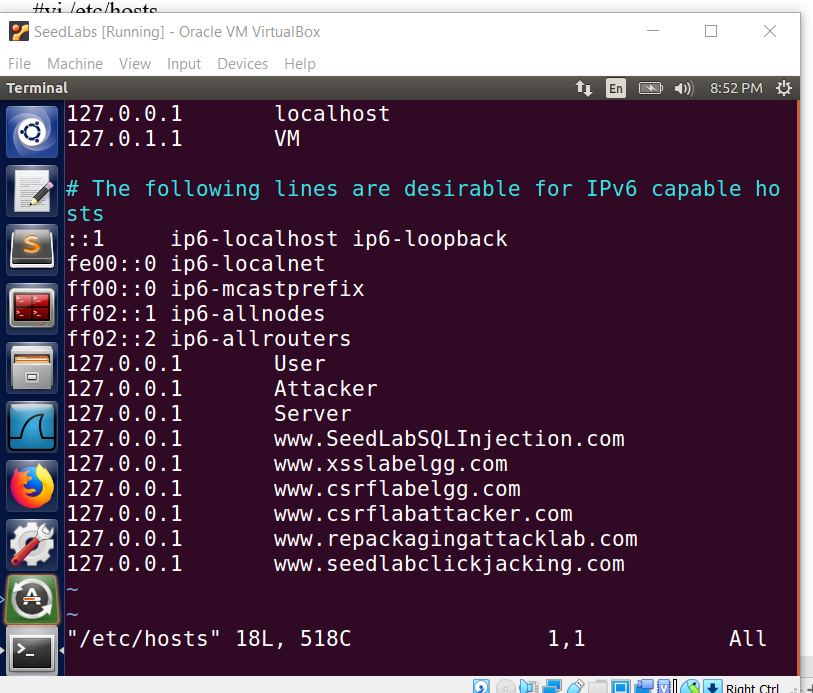 #vi /etc/hosts
SeedLabs [Running] - Oracle VM VirtualBox
File Machine View Input Devices Help
Terminal En 8:52 PM
127.0.0.1 localhost
127.0.1.1 VM
# The following lines are desirable for IPv6 capable ho
sts
::1 ip6-localhost ip6-loopback
fe00::0 ip6-localnet
ff00::0 ip6-mcastprefix
ff02::1 ip6-allnodes
ff02::2 ip6-allrouters
127.0.0.1 User
127.0.0.1 Attacker
127.0.0.1 Server
127.0.0.1 www.SeedLabSQLInjection.com
127.0.0.1 www.xsslabelgg.com
127.0.0.1 www.csrflabelgg.com
127.0.0.1 www.csrflabattacker.com
127.0.0.1 www.repackagingattacklab.com
127.0.0.1 www.seedlabclickjacking.com
~
~
"/etc/hosts" 18L, 518C 1,1 All
Right Ctrl